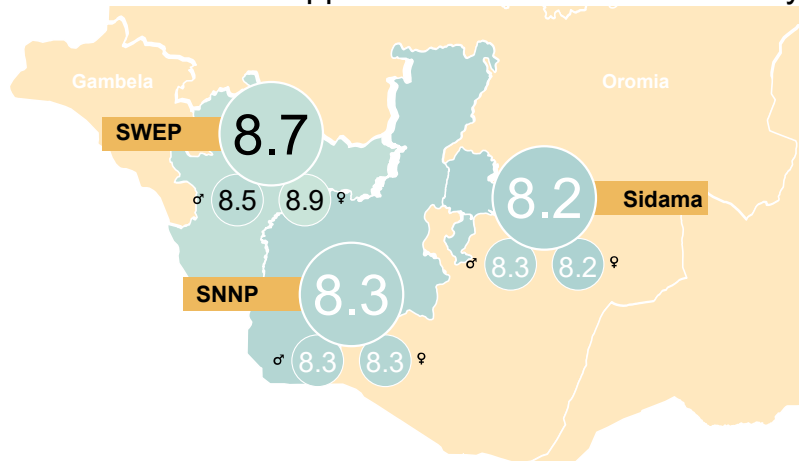 Gambela
Oromia
SWEP
8.7
♂ 8.5 8.9 ♀
8.2
Sidama
♂ 8.3 8.2 ♀
SNNP
8.3
♂ 8.3 8.3 ♀